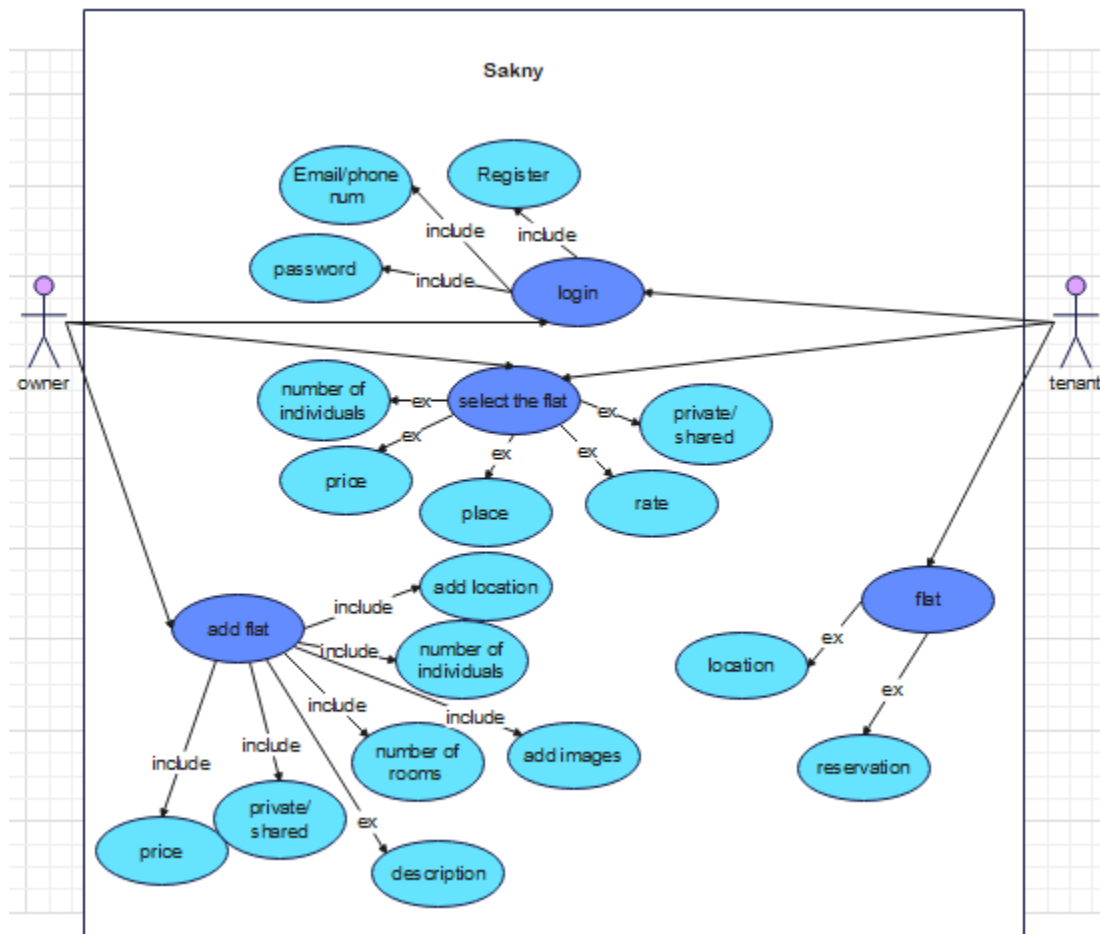 Sakny
Email/phone
num
Register
include
include
password
include
login
owner
tenant
number of
individuals
ex
select the flat
ex
private/
shared
ex
ex
ex
price
place
rate
add location
include
add flat
include
number of
individuals
flat
ex
location
include
include
ex
number of
rooms
add images
include
include
reservation
private/
shared
ex
price
description